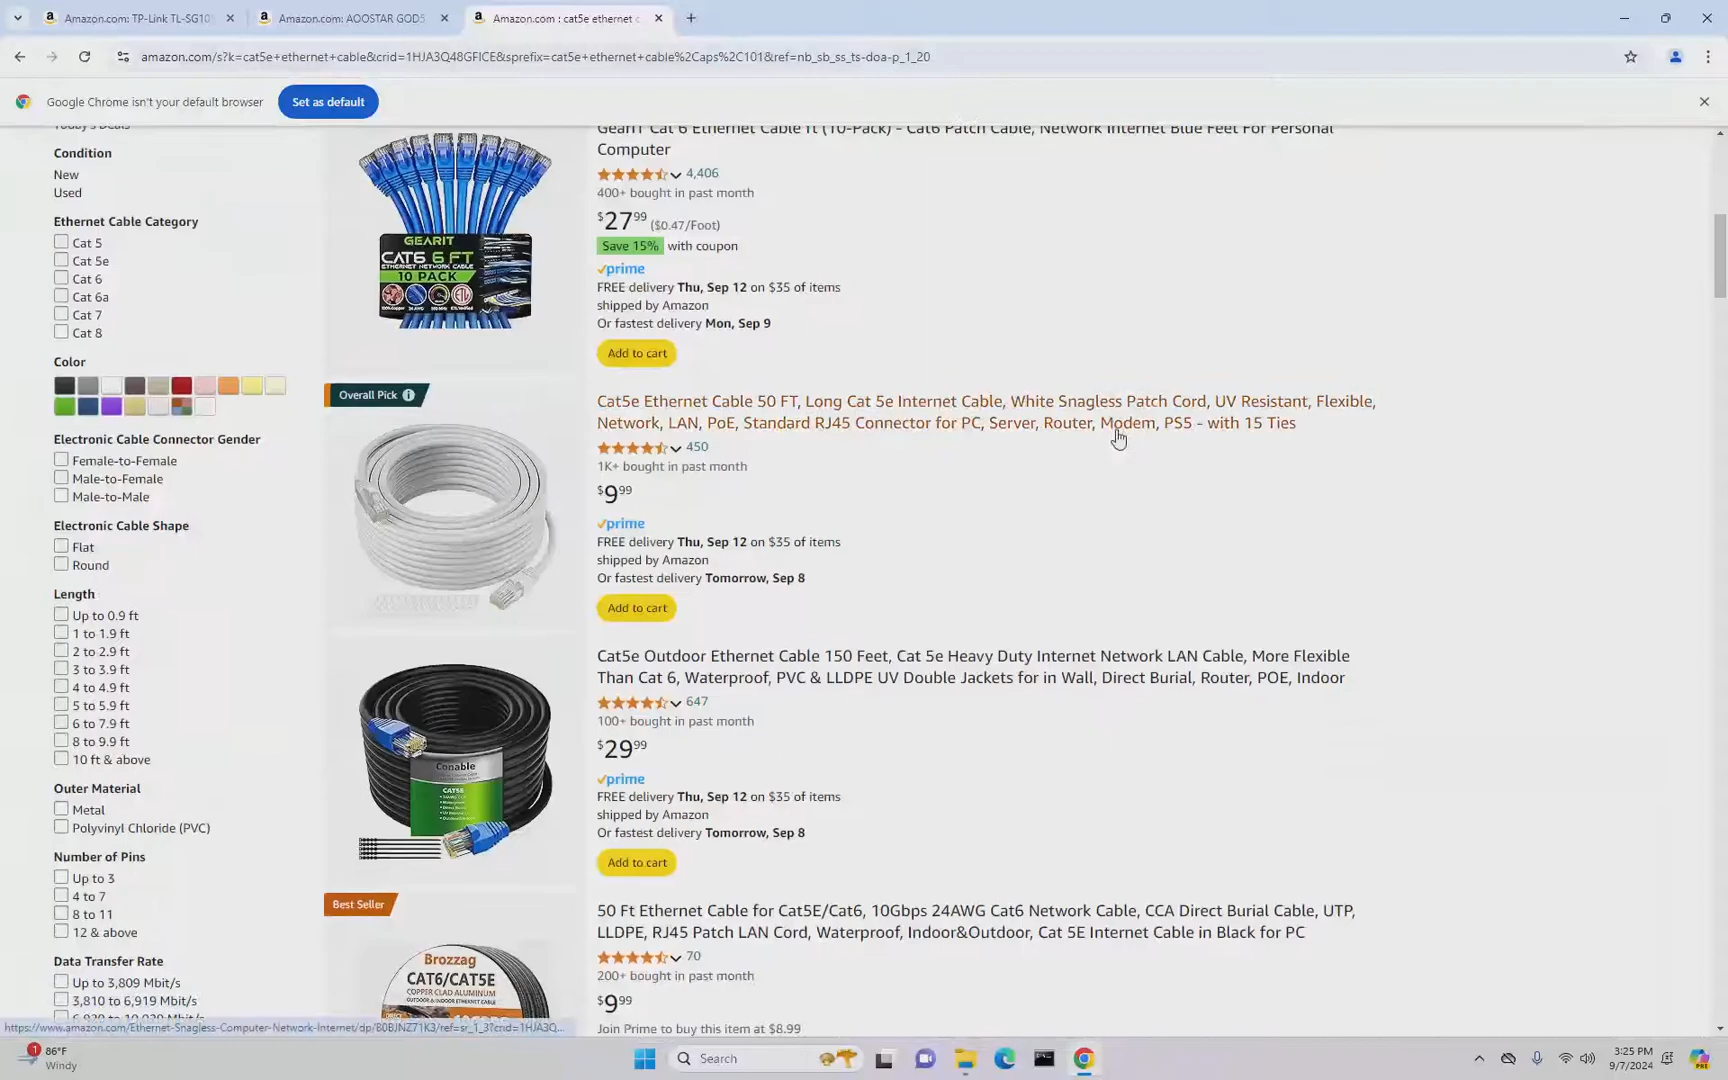 Amazon.com: TP-Link TL-SG10
Amazon.com: AOOSTAR GOD5
Amazon.com : cat5e ethernet c
amazon.com/s?k=cat5e+ethernet+cable&crid=1HJA3Q48GFICE&sprefix=cat5e+ethernet+cable%2Caps%2C101&ref=nb_sb_ss_ts-doa-p_1_20
Google Chrome isn't your default browser
Set as default
Today's Deals
Condition
New
Used
Ethernet Cable Category
Cat 5
Cat 5e
Cat 6
Cat 6a
Cat 7
Cat 8
Color
Electronic Cable Connector Gender
Female-to-Female
Male-to-Female
Male-to-Male
Electronic Cable Shape
Flat
Round
Length
Up to 0.9 ft
1 to 1.9 ft
2 to 2.9 ft
3 to 3.9 ft
4 to 4.9 ft
5 to 5.9 ft
6 to 7.9 ft
8 to 9.9 ft
10 ft & above
Outer Material
Metal
Polyvinyl Chloride (PVC)
Number of Pins
Up to 3
4 to 7
8 to 11
12 & above
Data Transfer Rate
Up to 3,809 Mbit/s
3,810 to 6,919 Mbit/s
GEARIT
CAT6 6 FT
ETHERNET NETWORK CABLE
10 PACK
GearIT Cat 6 Ethernet Cable ft (10-Pack) - Cat6 Patch Cable, Network Internet Blue Feet For Personal
Computer
4,406
400+ bought in past month
$27.99 ($0.47/Foot)
Save 15% with coupon
prime
FREE delivery Thu, Sep 12 on $35 of items
shipped by Amazon
Or fastest delivery Mon, Sep 9
Add to cart
Overall Pick
Cat5e Ethernet Cable 50 FT, Long Cat 5e Internet Cable, White Snagless Patch Cord, UV Resistant, Flexible,
Network, LAN, PoE, Standard RJ45 Connector for PC, Server, Router, Modem, PS5 - with 15 Ties
450
1K+ bought in past month
$9.99
prime
FREE delivery Thu, Sep 12 on $35 of items
shipped by Amazon
Or fastest delivery Tomorrow, Sep 8
Add to cart
Conable
CAT5E
Cat5e Outdoor Ethernet Cable 150 Feet, Cat 5e Heavy Duty Internet Network LAN Cable, More Flexible
Than Cat 6, Waterproof, PVC & LLDPE UV Double Jackets for in Wall, Direct Burial, Router, POE, Indoor
647
100+ bought in past month
$29.99
prime
FREE delivery Thu, Sep 12 on $35 of items
shipped by Amazon
Or fastest delivery Tomorrow, Sep 8
Add to cart
Best Seller
Brozzag
CAT6/CAT5E
COPPER CLAD ALUMINUM
OUTDOOR & INDOOR ETHERNET CABLE
50 Ft Ethernet Cable for Cat5E/Cat6, 10Gbps 24AWG Cat6 Network Cable, CCA Direct Burial Cable, UTP,
LLDPE, RJ45 Patch LAN Cord, Waterproof, Indoor&Outdoor, Cat 5E Internet Cable in Black for PC
70
200+ bought in past month
$9.99
Join Prime to buy this item at $8.99
https://www.amazon.com/Ethernet-Snagless-Computer-Network-Internet/dp/B0BJNZ71K3/ref=sr_1_3?crid=1HJA3Q...
1
86°F
Windy
Search
3:25 PM
9/7/2024
PRE